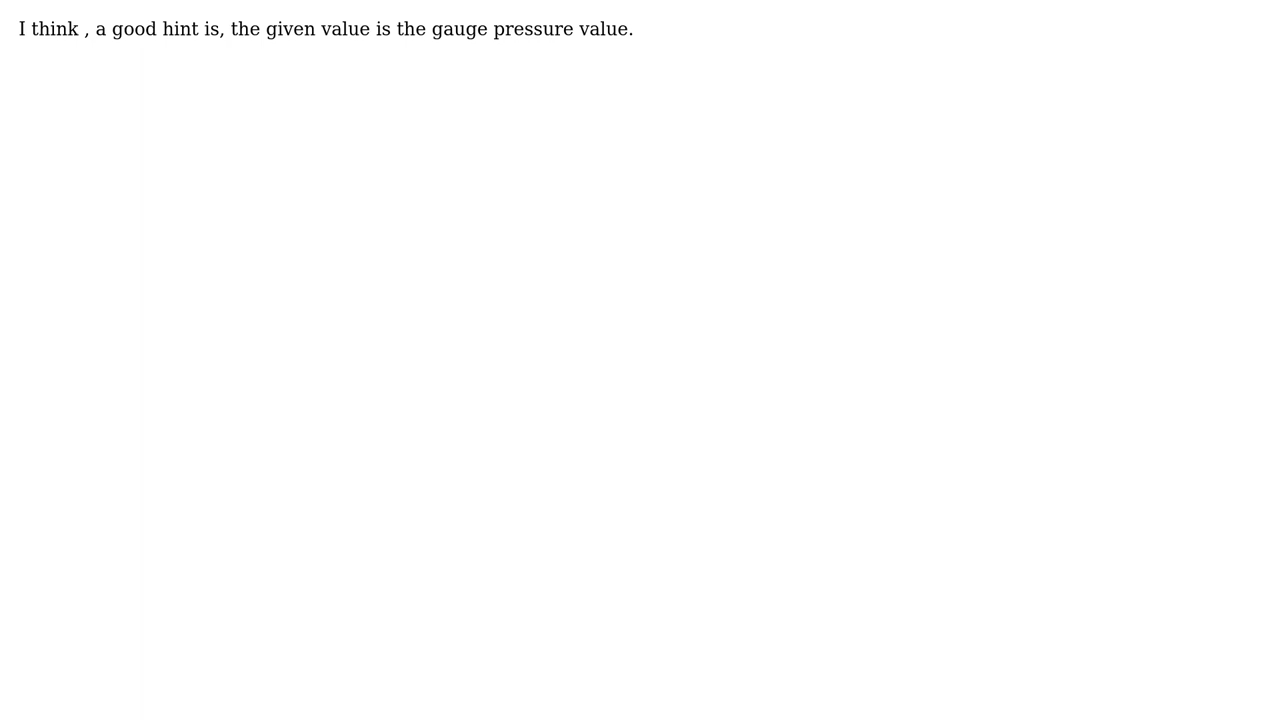 I think , a good hint is, the given value is the gauge pressure value.